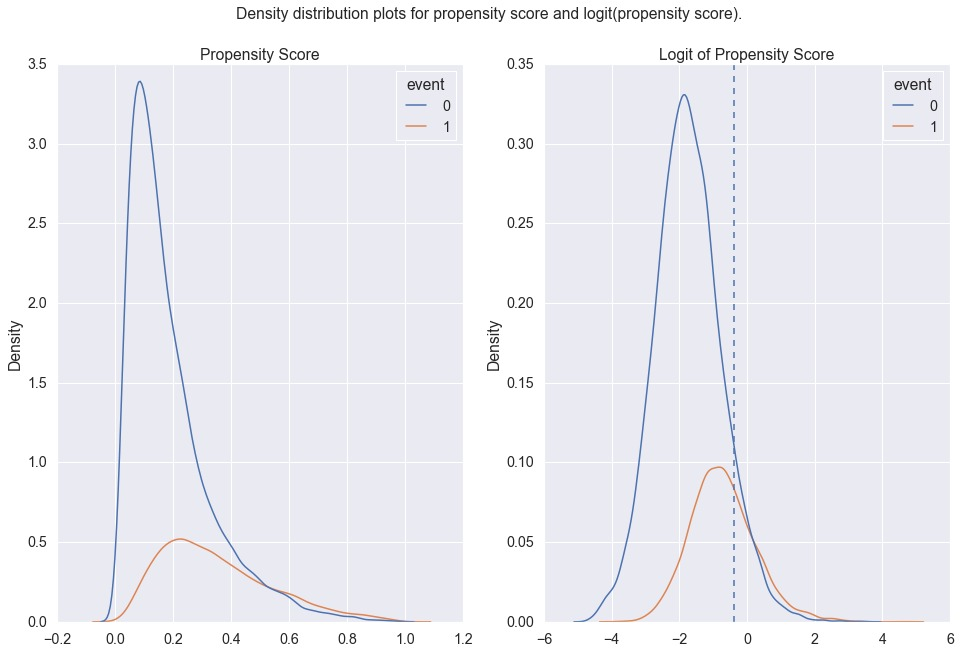 Density distribution plots for propensity score and logit(propensity score).
Propensity Score
3.5
3.0
2.5
2.0
1.5
1.0
0.5
0.0
Density
−0.2 0.0 0.2 0.4 0.6 0.8 1.0 1.2
event
0
1
Logit of Propensity Score
0.35
0.30
0.25
0.20
0.15
0.10
0.05
0.00
Density
−6 −4 −2 0 2 4 6
event
0
1